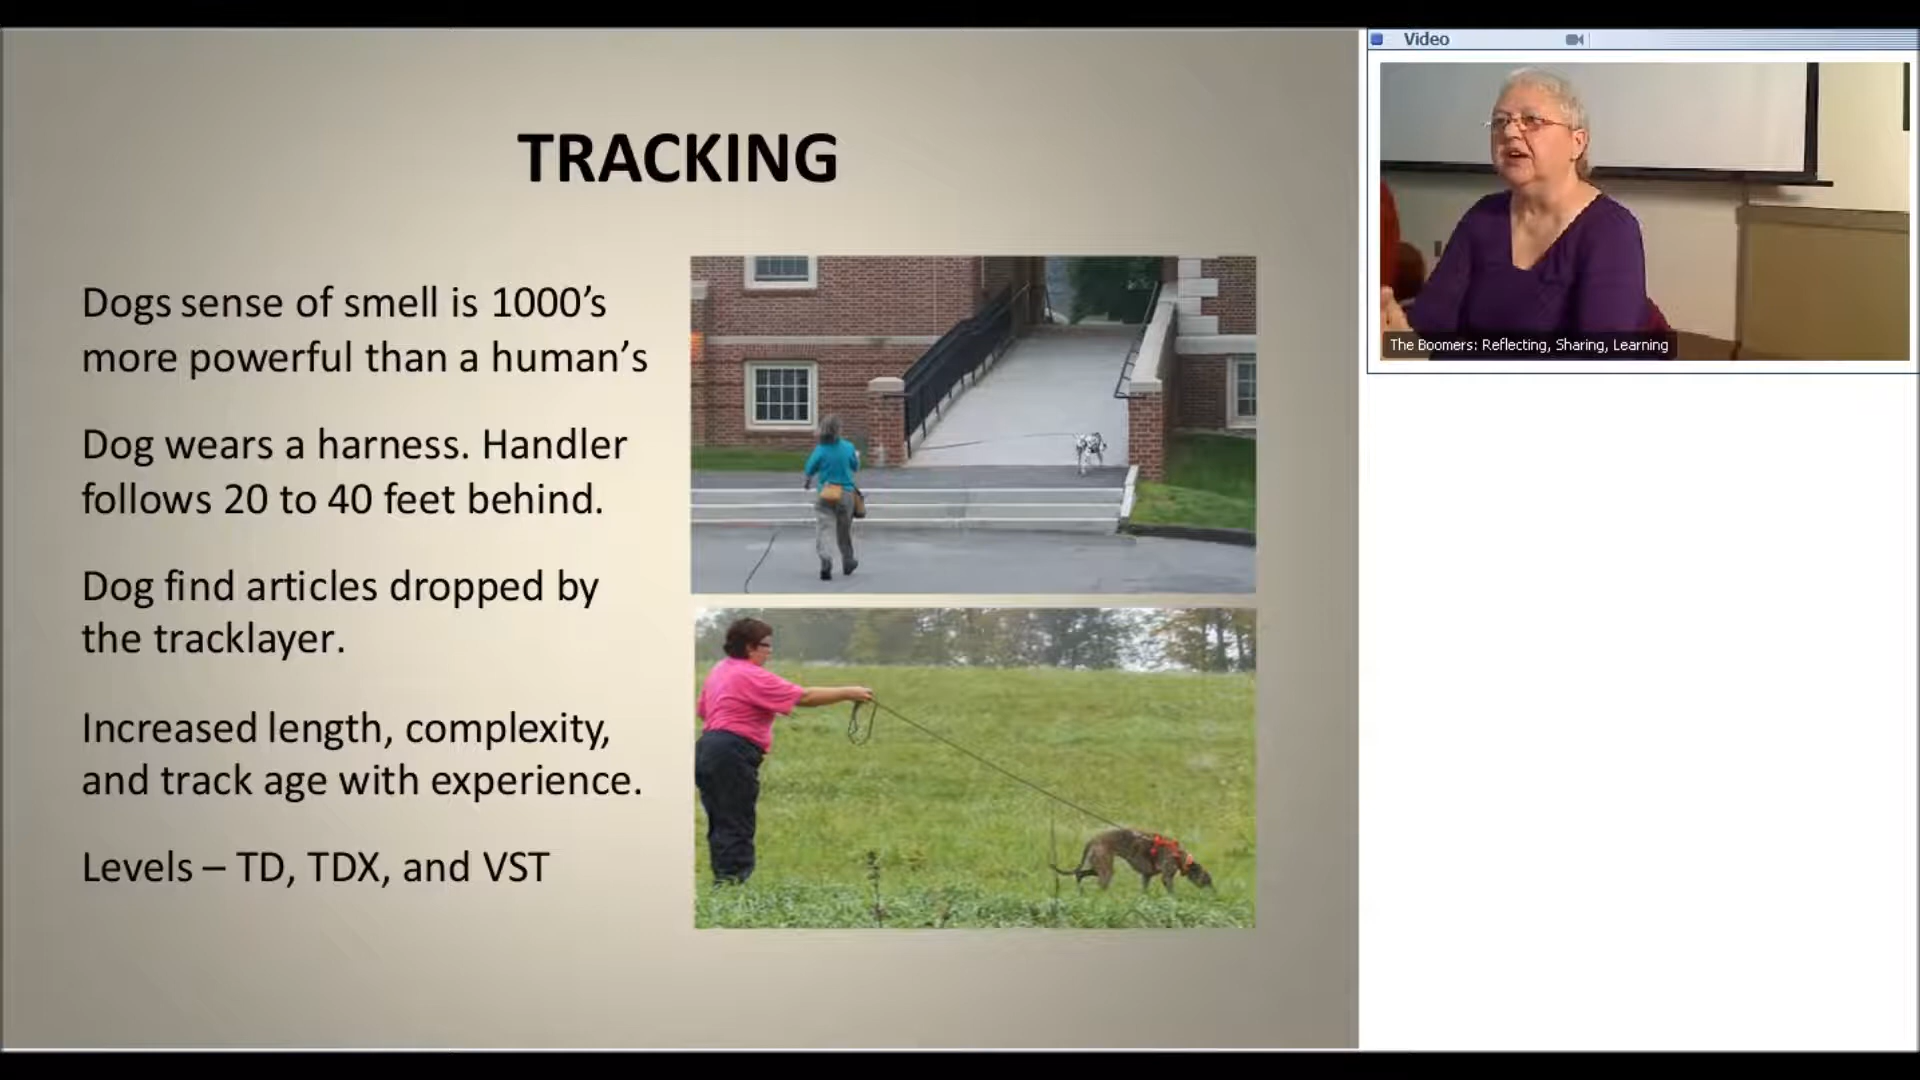 TRACKING
Dogs sense of smell is 1000’s
more powerful than a human’s
Dog wears a harness. Handler
follows 20 to 40 feet behind.
Dog find articles dropped by
the tracklayer.
Increased length, complexity,
and track age with experience.
Levels – TD, TDX, and VST
Video
The Boomers: Reflecting, Sharing, Learning